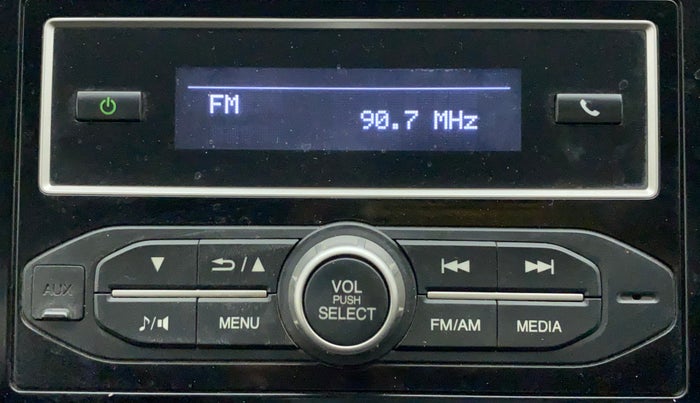 FM
90.7 MHz
AUX
VOL
PUSH
SELECT
MENU
FM/AM
MEDIA